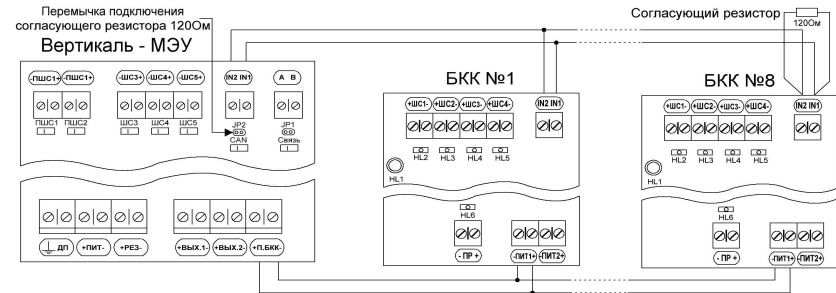 Перемычка подключения
согласующего резистора 120Ом
Вертикаль - МЭУ
Согласующий резистор
120Ом
БКК №1
БКК №8
-ПШС1+ -ПШС1+ -ШС3+ -ШС4+ -ШС5+ IN2 IN1 A B
ПШС1 ПШС2 ШС3 ШС4 ШС5 JP2 JP1
CAN Связь
+ШС1- +ШС2- +ШС3- +ШС4- IN2 IN1
HL2 HL3 HL4 HL5
HL1
HL6
- ПР + -ПИТ1+ -ПИТ2+
+ШС1- +ШС2- +ШС3- +ШС4- IN2 IN1
HL2 HL3 HL4 HL5
HL1
HL6
- ПР + -ПИТ1+ -ПИТ2+
ДП +ПИТ- +РЕЗ- +ВЫХ.1- +ВЫХ.2- +П.БКК-